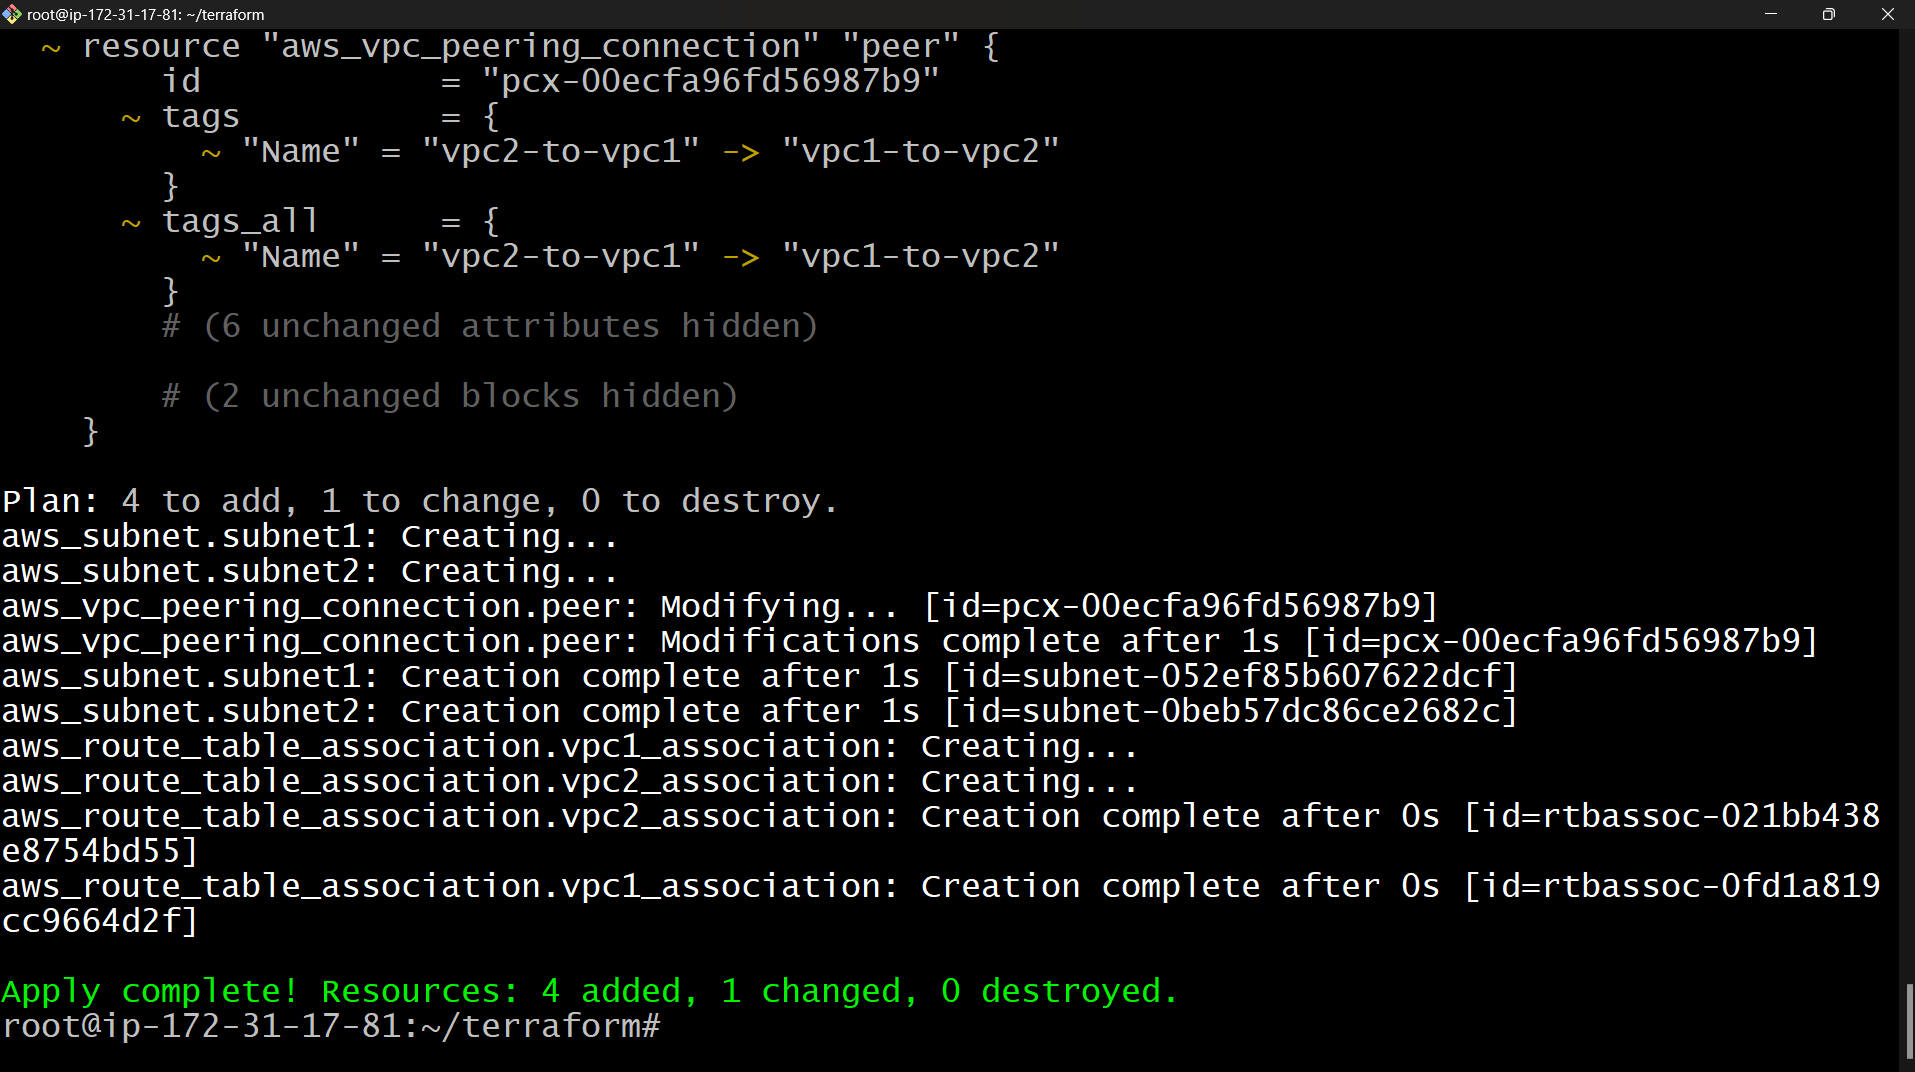 root@ip-172-31-17-81: ~/terraform
~ resource "aws_vpc_peering_connection" "peer" {
id = "pcx-00ecfa96fd56987b9"
~ tags = {
~ "Name" = "vpc2-to-vpc1" -> "vpc1-to-vpc2"
}
~ tags_all = {
~ "Name" = "vpc2-to-vpc1" -> "vpc1-to-vpc2"
}
# (6 unchanged attributes hidden)
# (2 unchanged blocks hidden)
}
Plan: 4 to add, 1 to change, 0 to destroy.
aws_subnet.subnet1: Creating...
aws_subnet.subnet2: Creating...
aws_vpc_peering_connection.peer: Modifying... [id=pcx-00ecfa96fd56987b9]
aws_vpc_peering_connection.peer: Modifications complete after 1s [id=pcx-00ecfa96fd56987b9]
aws_subnet.subnet1: Creation complete after 1s [id=subnet-052ef85b607622dcf]
aws_subnet.subnet2: Creation complete after 1s [id=subnet-0beb57dc86ce2682c]
aws_route_table_association.vpc1_association: Creating...
aws_route_table_association.vpc2_association: Creating...
aws_route_table_association.vpc2_association: Creation complete after 0s [id=rtbassoc-021bb438
e8754bd55]
aws_route_table_association.vpc1_association: Creation complete after 0s [id=rtbassoc-0fd1a819
cc9664d2f]
Apply complete! Resources: 4 added, 1 changed, 0 destroyed.
root@ip-172-31-17-81:~/terraform#